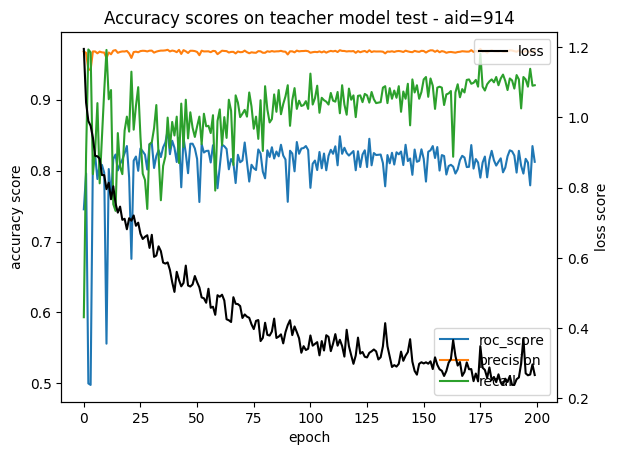 Accuracy scores on teacher model test - aid=914
accuracy score
0.9
0.8
0.7
0.6
0.5
loss
1.2
1.0
0.8
0.6
0.4
0.2
loss score
roc_score
precision
recall
0
25
50
75
100
125
150
175
200
epoch